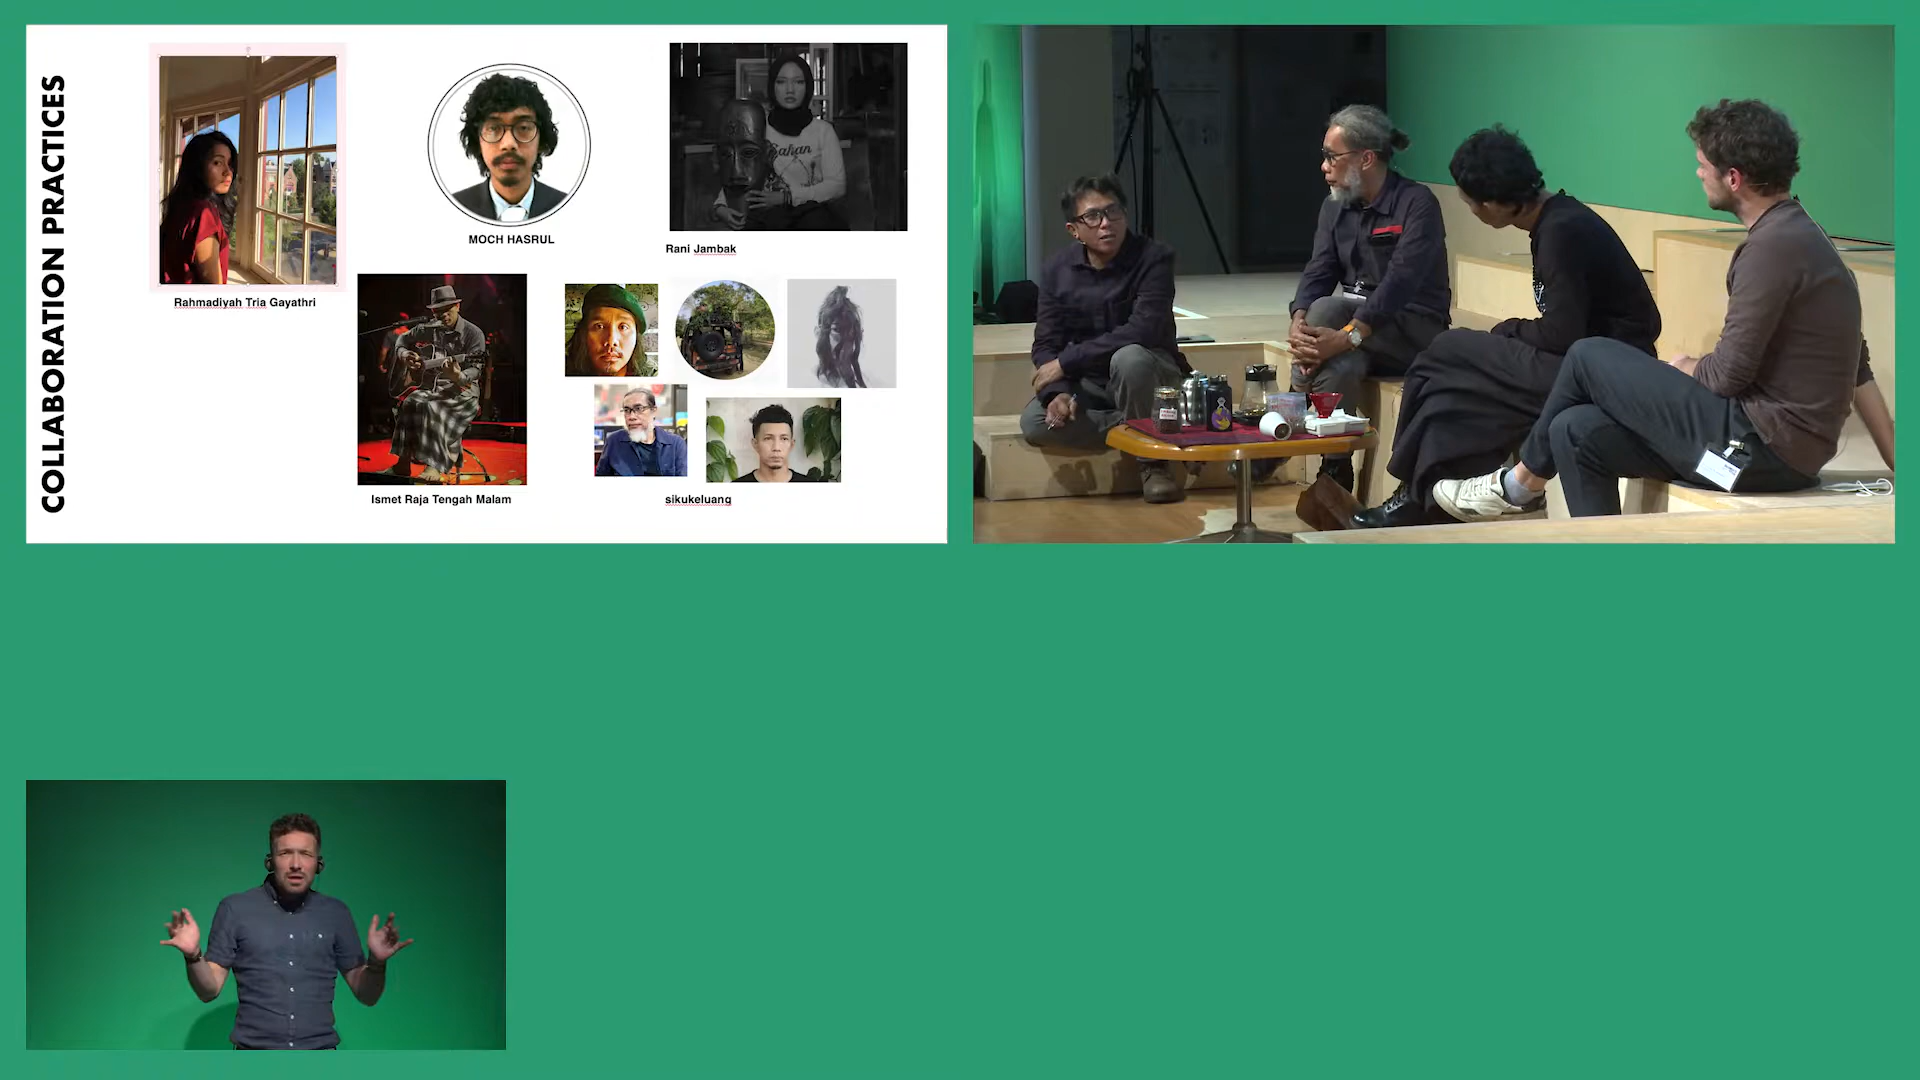 COLLABORATION PRACTICES
Rahmadiyah Tria Gayathri
MOCH HASRUL
Rani Jambak
Ismet Raja Tengah Malam
sikukeluang